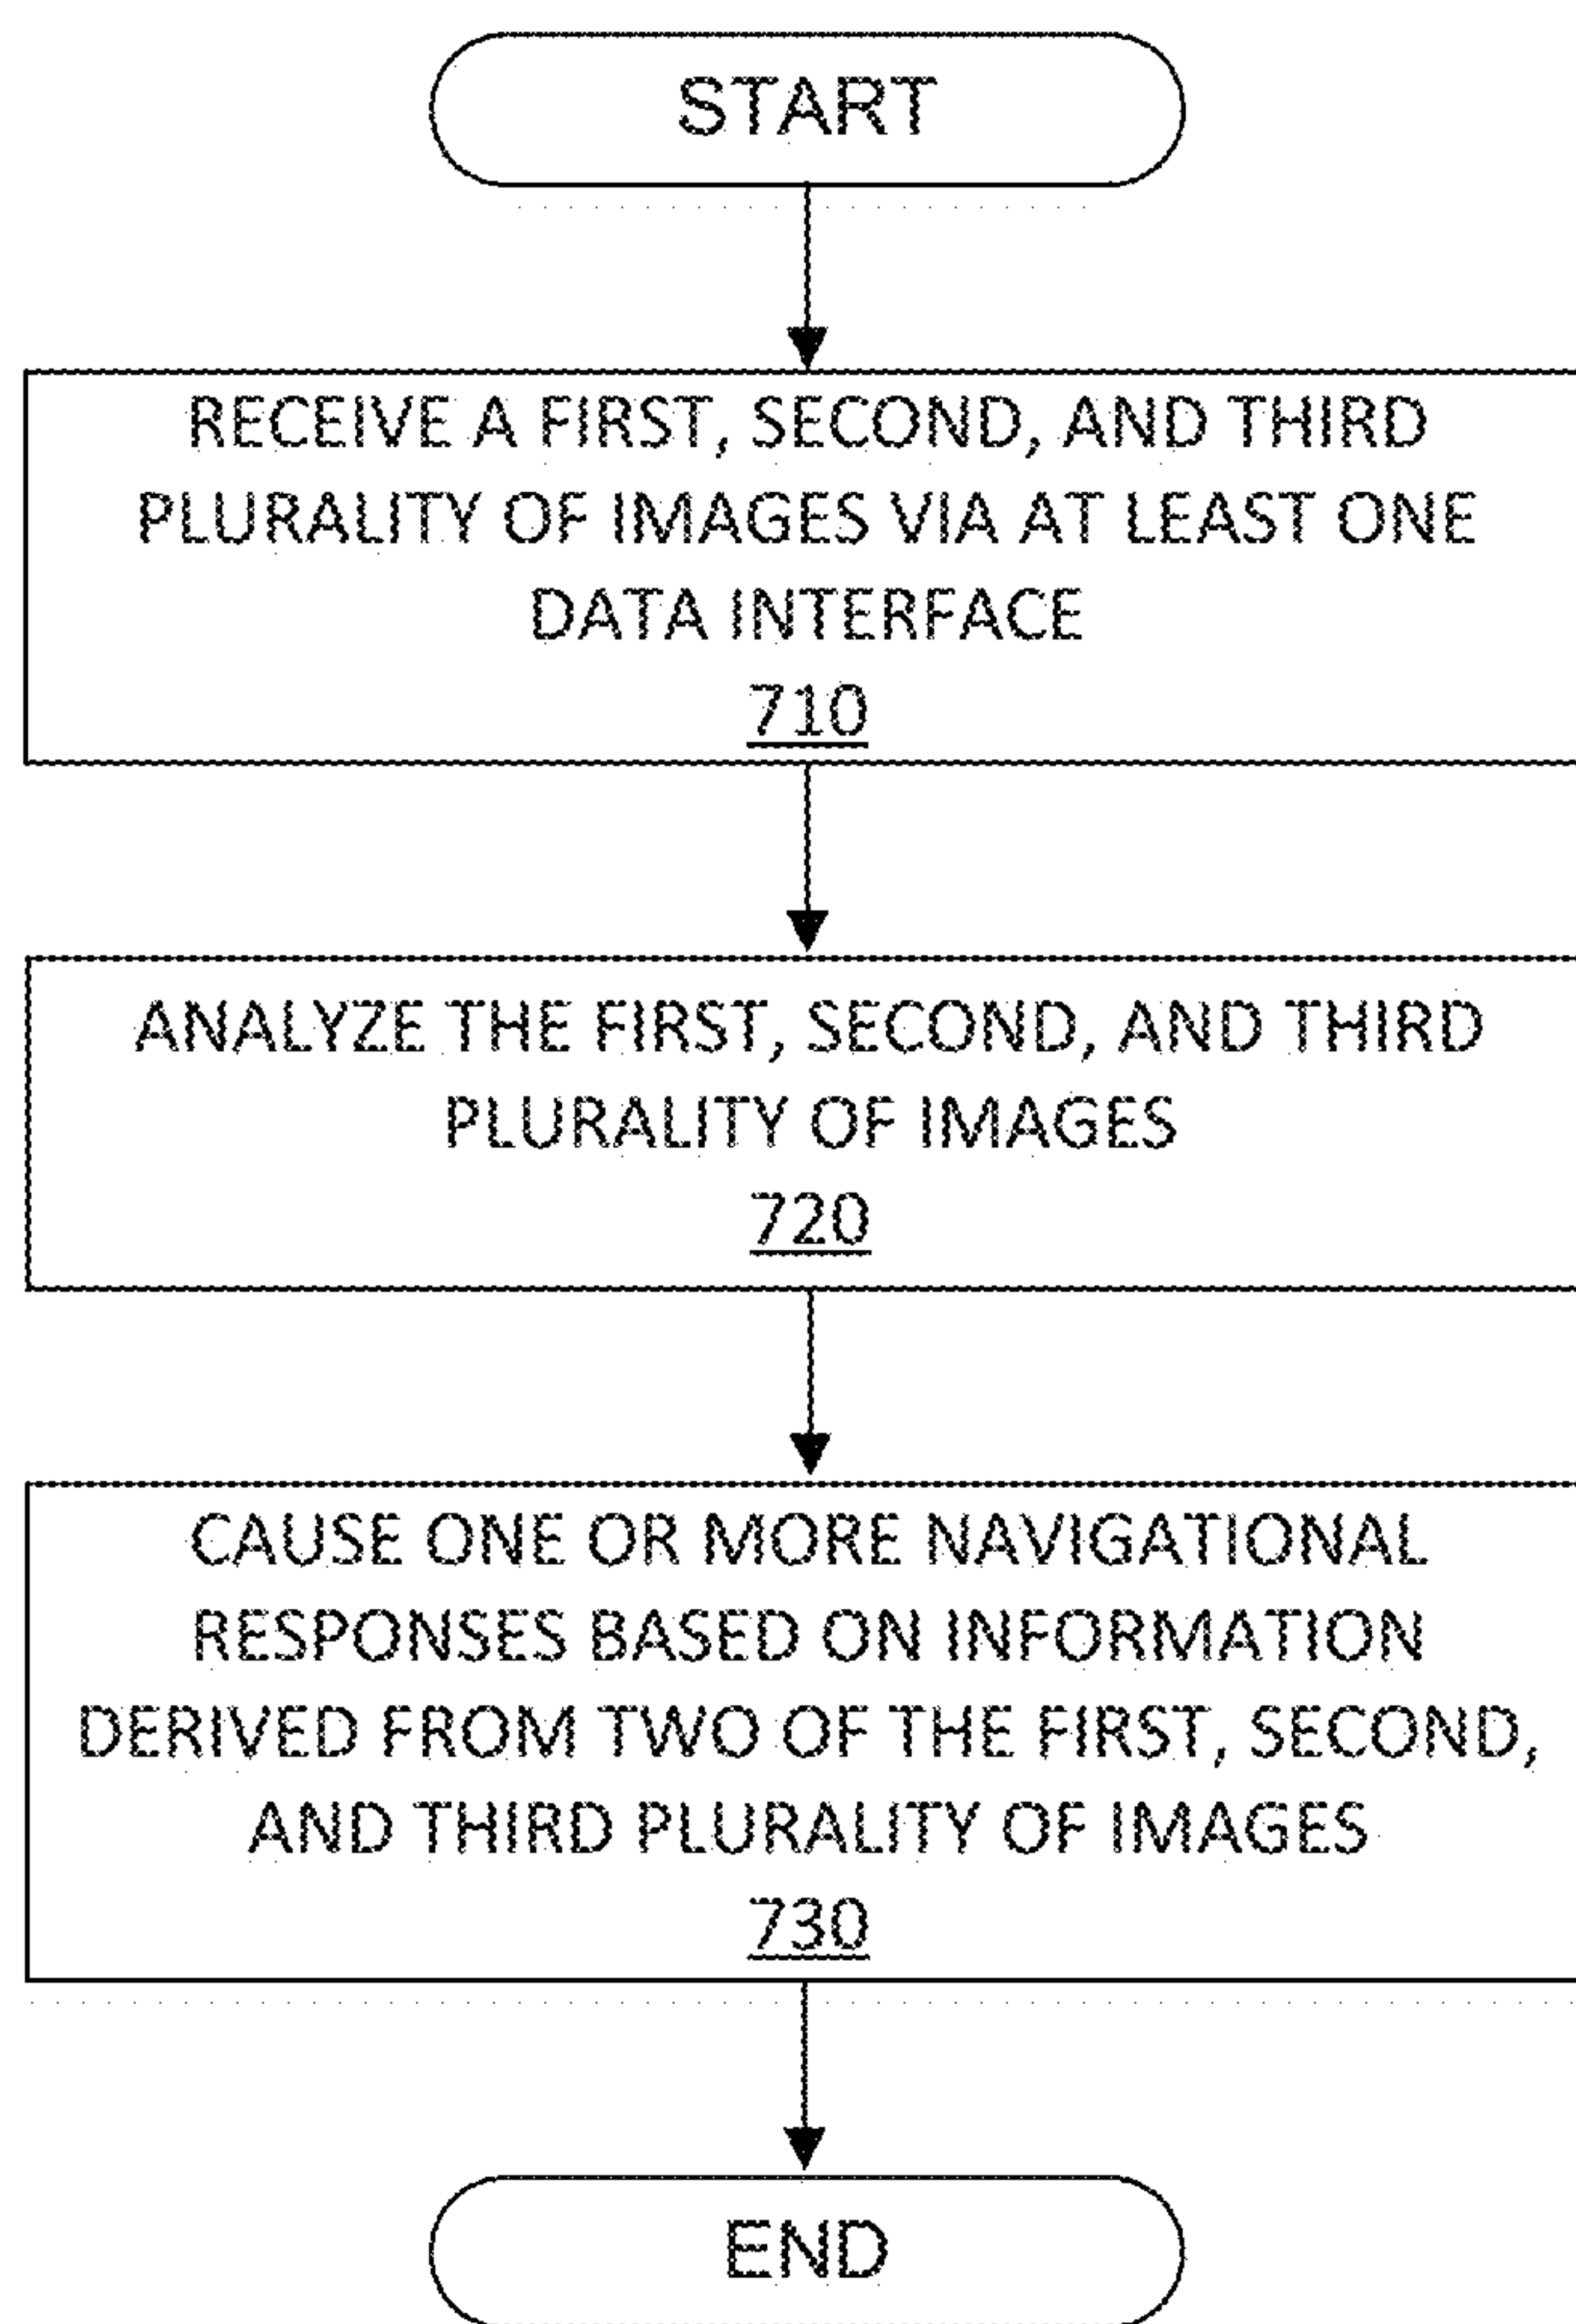 START
RECEIVE A FIRST, SECOND, AND THIRD
PLURALITY OF IMAGES VIA AT LEAST ONE
DATA INTERFACE
710
ANALYZE THE FIRST, SECOND, AND THIRD
PLURALITY OF IMAGES
720
CAUSE ONE OR MORE NAVIGATIONAL
RESPONSES BASED ON INFORMATION
DERIVED FROM TWO OF THE FIRST, SECOND,
AND THIRD PLURALITY OF IMAGES
730
END